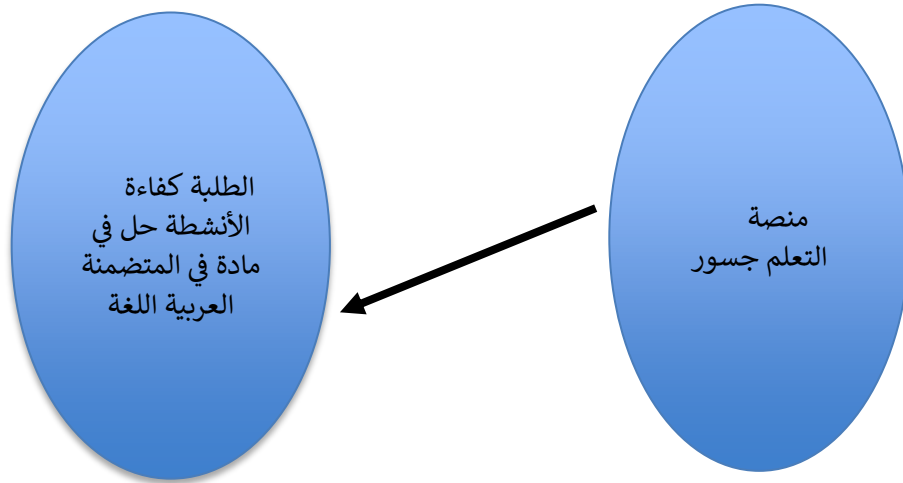 منصة
التعلم جسور
الطلبة كفاءة
الأنشطة حل في
مادة في المتضمنة
العربية اللغة